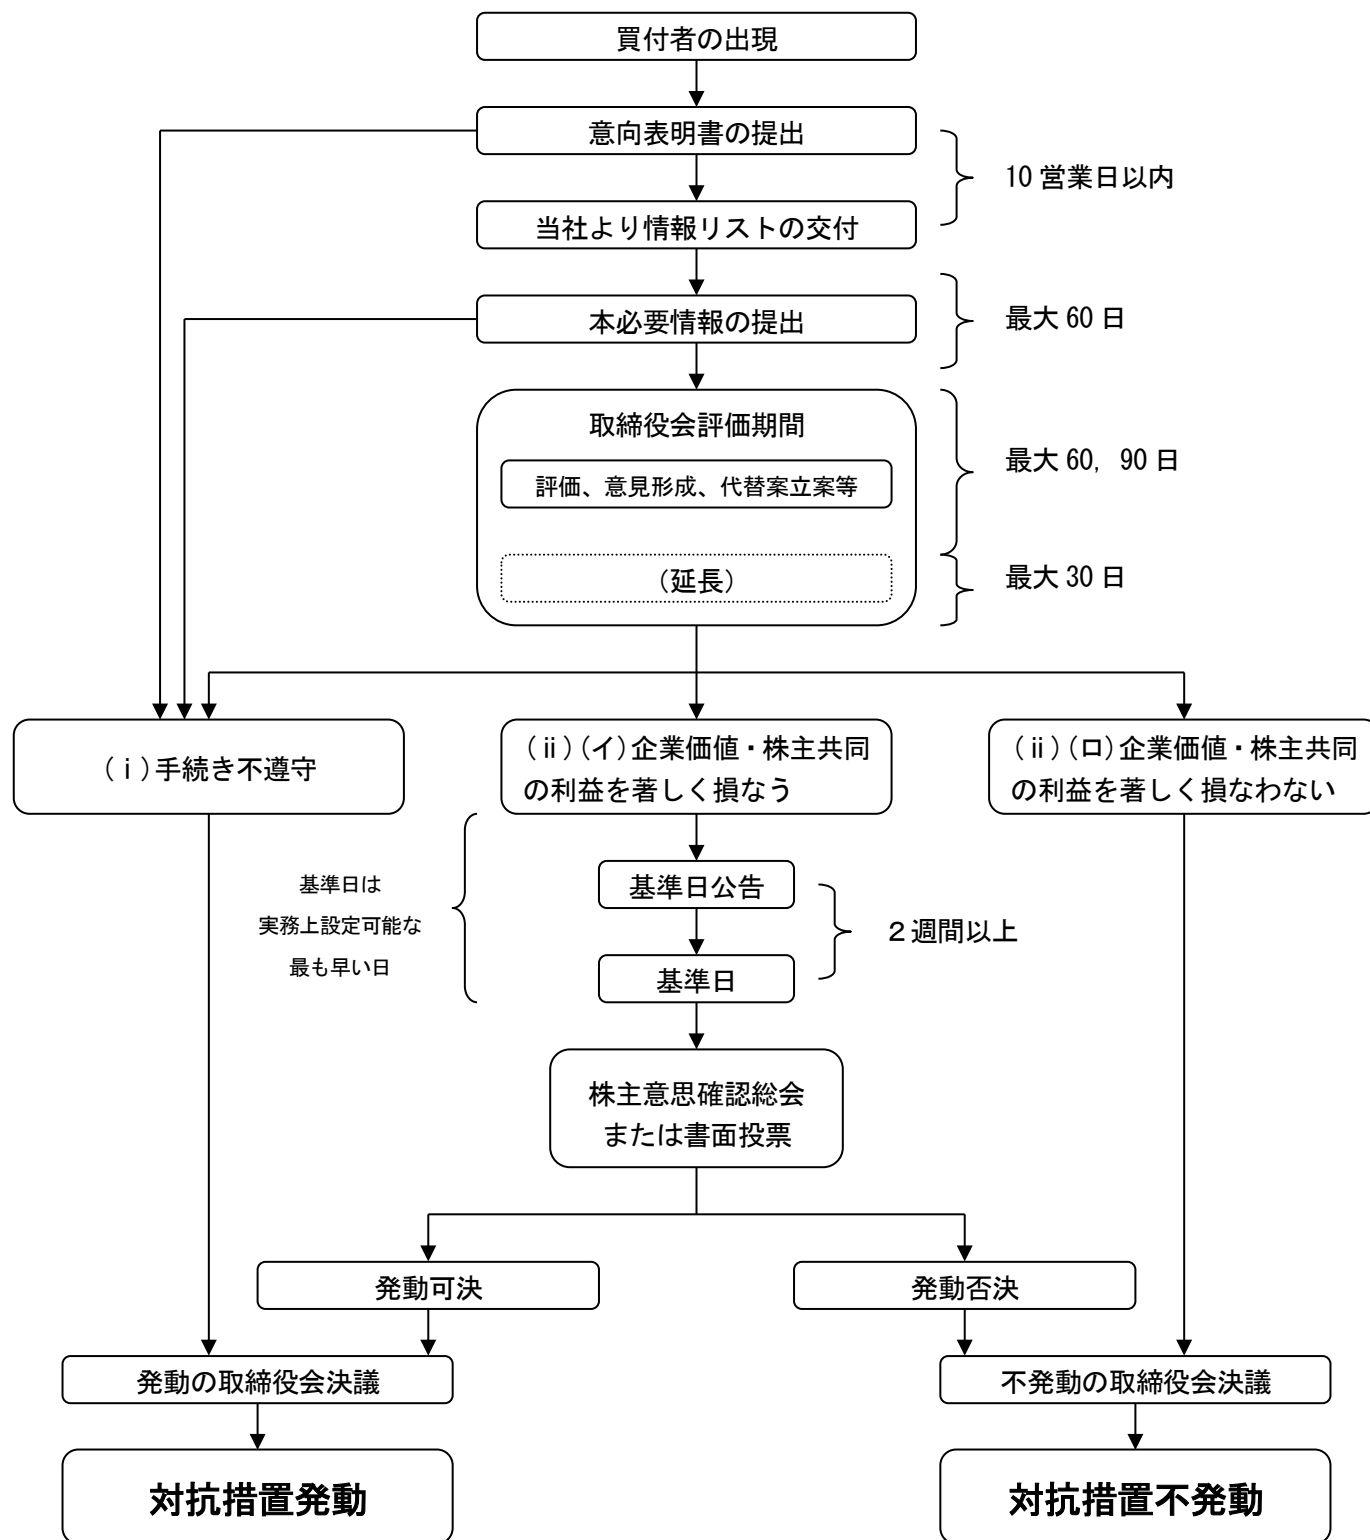 買付者の出現
意向表明書の提出
10 営業日以内
当社より情報リストの交付
本必要情報の提出
最大 60 日
取締役会評価期間
最大 60, 90 日
評価、意見形成、代替案立案等
(延長)
最大 30 日
(ⅰ)手続き不遵守
(ⅱ)(イ)企業価値・株主共同
の利益を著しく損なう
(ⅱ)(ロ)企業価値・株主共同
の利益を著しく損なわない
基準日は
実務上設定可能な
最も早い日
基準日公告
２週間以上
基準日
株主意思確認総会
または書面投票
発動可決
発動否決
発動の取締役会決議
不発動の取締役会決議
対抗措置発動
対抗措置不発動